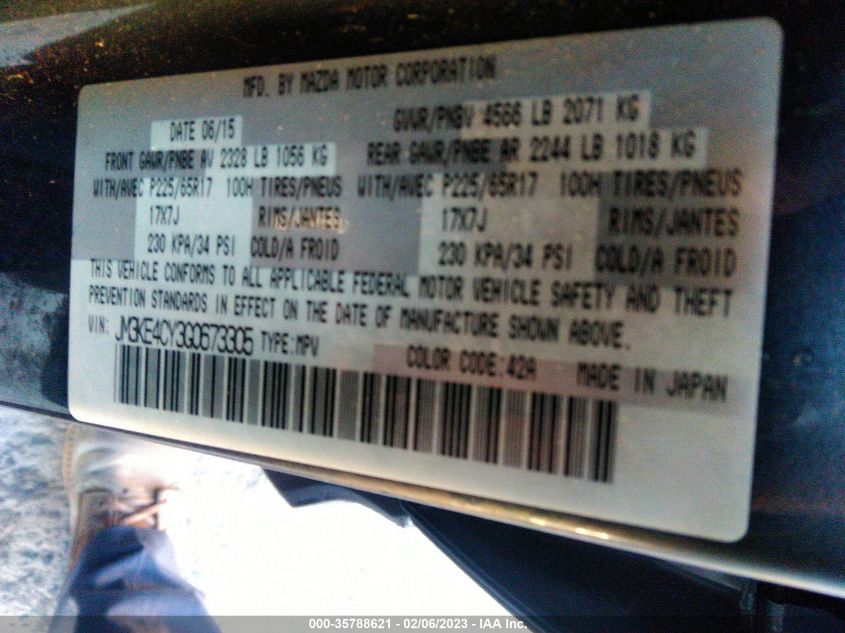 MFD. BY MAZDA MOTOR CORPORATION
DATE 06/15 GVWR/PNBV 4566 LB 2071 KG
FRONT GAWR/PNBE AV 2328 LB 1056 KG REAR GAWR/PNBE AR 2244 LB 1018 KG
WITH/AVEC P225/65R17 100H TIRES/PNEUS WITH/AVEC P225/65R17 100H TIRES/PNEUS
17X7J RIMS/JANTES 17X7J RIMS/JANTES
230 KPA/34 PSI COLD/A FROID 230 KPA/34 PSI COLD/A FROID
THIS VEHICLE CONFORMS TO ALL APPLICABLE FEDERAL MOTOR VEHICLE SAFETY AND THEFT
PREVENTION STANDARDS IN EFFECT ON THE DATE OF MANUFACTURE SHOWN ABOVE.
VIN: JM3KE4CY3G0673305 TYPE:MPV COLOR CODE:42A MADE IN JAPAN
000-35788621 - 02/06/2023 - IAA Inc.